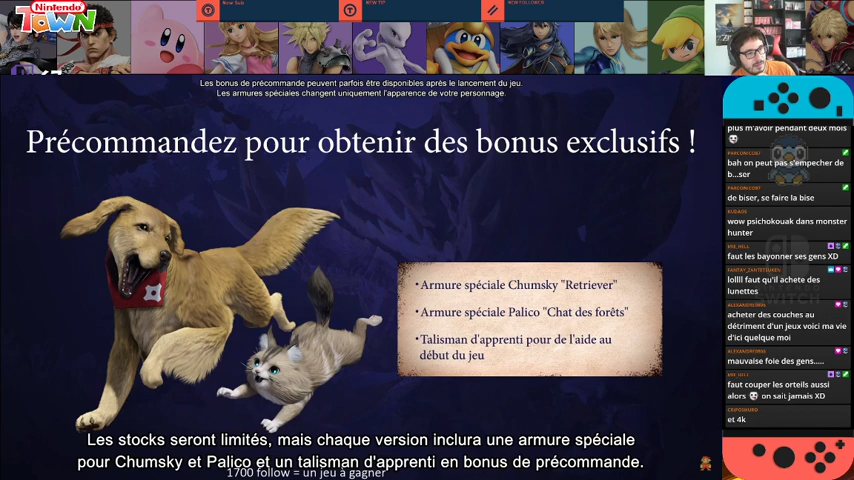 Nintendo
TOWN
New Sub
NEW TIP
NEW FOLLOWER
Les bonus de précommande peuvent parfois être disponibles après le lancement du jeu.
Les armures spéciales changent uniquement l'apparence de votre personnage.
Précommandez pour obtenir des bonus exclusifs !
•Armure spéciale Chumsky "Retriever"
•Armure spéciale Palico "Chat des forêts"
•Talisman d'apprenti pour de l'aide au
début du jeu
Les stocks seront limités, mais chaque version inclura une armure spéciale
pour Chumsky et Palico et un talisman d'apprenti en bonus de précommande.
1700 follow = un jeu à gagner
plus m'avoir pendant deux mois
bah on peut pas s'empecher de
b...ser
de biser, se faire la bise
wow psichokouak dans monster
hunter
faut les bayonner ses gens XD
lollll faut qu'il achete des
lunettes
acheter des couches au
détriment d'un jeux voici ma vie
d'ici quelque moi
mauvaise foie des gens.....
faut couper les orteils aussi
alors on sait jamais XD
et 4k